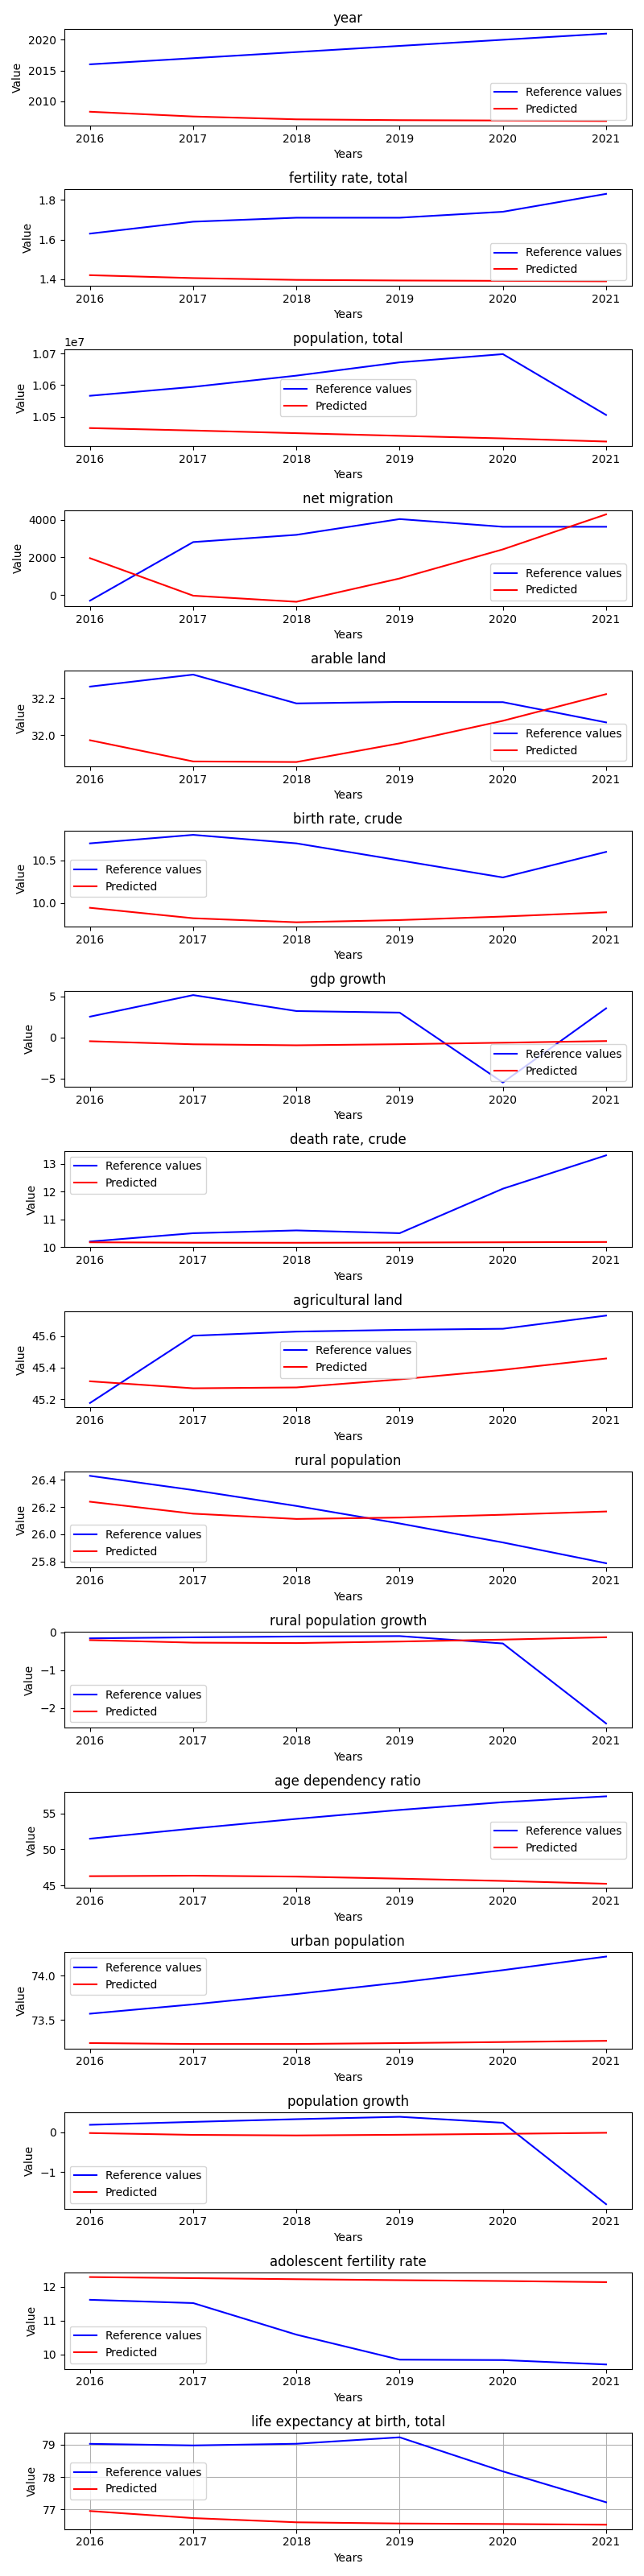 year
2020
2015
2010
Value
Reference values
Predicted
2016 2017 2018 2019 2020 2021
Years
fertility rate, total
1.8
1.6
1.4
Value
Reference values
Predicted
2016 2017 2018 2019 2020 2021
Years
population, total
1e7
1.07
1.06
1.05
Value
Reference values
Predicted
2016 2017 2018 2019 2020 2021
Years
net migration
4000
2000
0
Value
Reference values
Predicted
2016 2017 2018 2019 2020 2021
Years
arable land
32.2
32.0
Value
Reference values
Predicted
2016 2017 2018 2019 2020 2021
Years
birth rate, crude
10.5
10.0
Value
Reference values
Predicted
2016 2017 2018 2019 2020 2021
Years
gdp growth
5
0
−5
Value
Reference values
Predicted
2016 2017 2018 2019 2020 2021
Years
death rate, crude
13
12
11
10
Value
Reference values
Predicted
2016 2017 2018 2019 2020 2021
Years
agricultural land
45.6
45.4
45.2
Value
Reference values
Predicted
2016 2017 2018 2019 2020 2021
Years
rural population
26.4
26.2
26.0
25.8
Value
Reference values
Predicted
2016 2017 2018 2019 2020 2021
Years
rural population growth
0
−1
−2
Value
Reference values
Predicted
2016 2017 2018 2019 2020 2021
Years
age dependency ratio
55
50
45
Value
Reference values
Predicted
2016 2017 2018 2019 2020 2021
Years
urban population
74.0
73.5
Value
Reference values
Predicted
2016 2017 2018 2019 2020 2021
Years
population growth
0
−1
Value
Reference values
Predicted
2016 2017 2018 2019 2020 2021
Years
adolescent fertility rate
12
11
10
Value
Reference values
Predicted
2016 2017 2018 2019 2020 2021
Years
life expectancy at birth, total
79
78
77
Value
Reference values
Predicted
2016 2017 2018 2019 2020 2021
Years